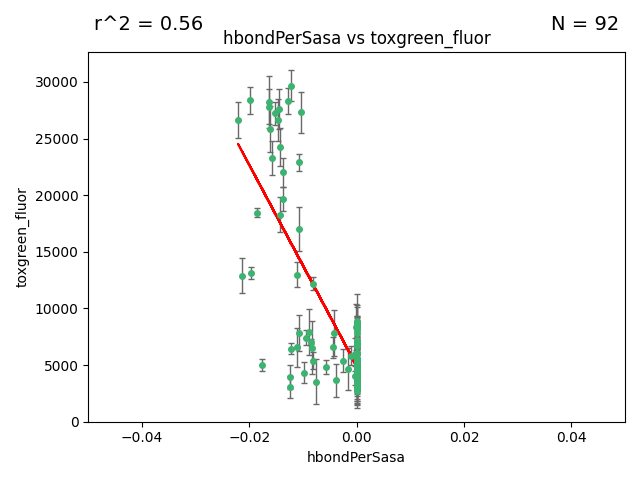 r^2 = 0.56
N = 92
hbondPerSasa vs toxgreen_fluor
toxgreen_fluor
30000
25000
20000
15000
10000
5000
0
−0.04
−0.02
0.00
0.02
0.04
hbondPerSasa